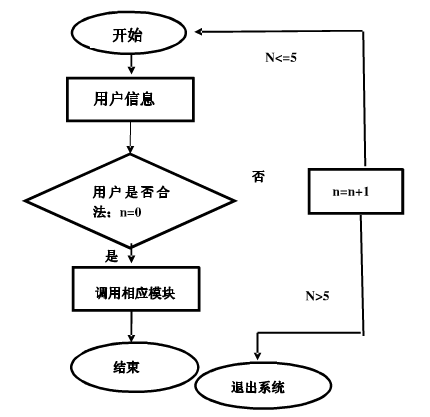 开始
N<=5
用户信息
用户是否合
法：n=0
否
n=n+1
是
调用相应模块
N>5
结束
退出系统